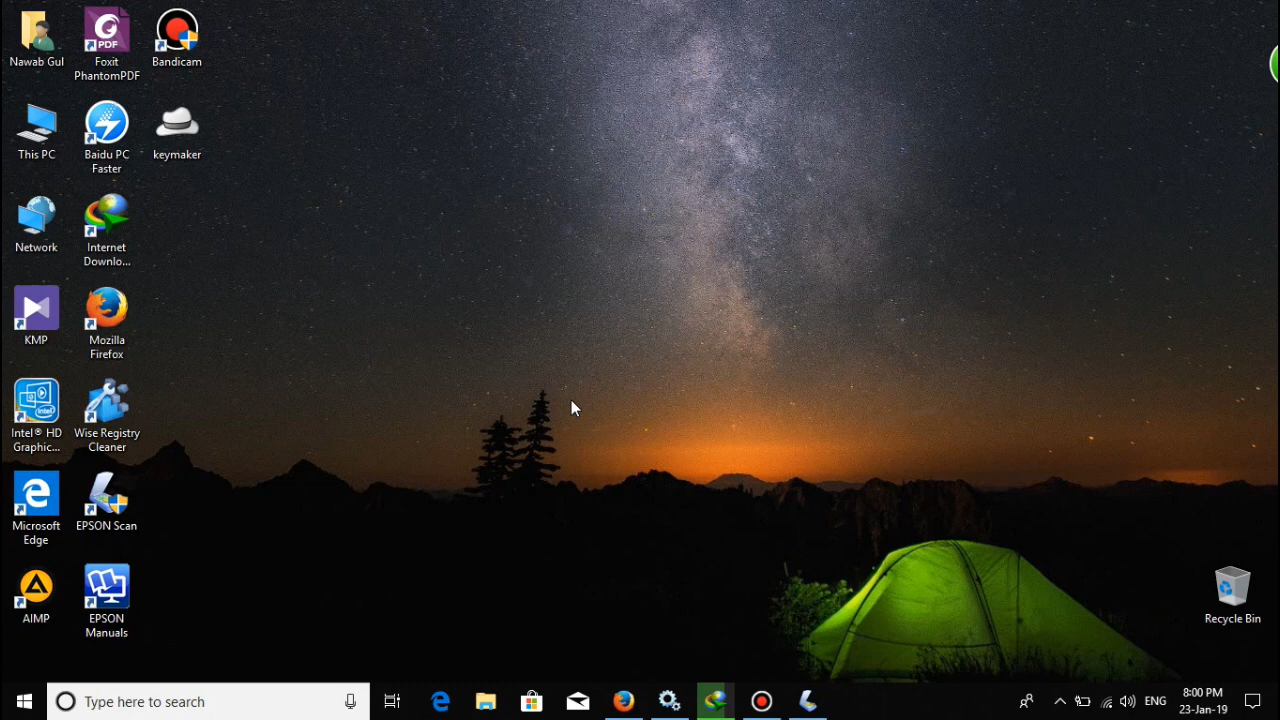 Nawab Gul
Foxit
PhantomPDF
PDF
Bandicam
This PC
Baidu PC
Faster
keymaker
Network
Internet
Downlo...
KMP
Mozilla
Firefox
intel
Intel® HD
Graphic...
Wise Registry
Cleaner
Microsoft
Edge
EPSON Scan
AIMP
EPSON
Manuals
Recycle Bin
Type here to search
ENG
8:00 PM
23-Jan-19